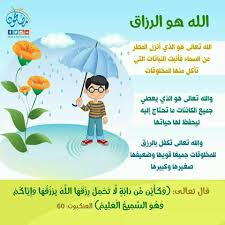 الله هو الرزاق
الله تعالى هو الذي أنزل المطر
من السماء فأنبت النباتات التي
تأكل منها المخلوقات
والله تعالى هو الذي يعطي
جميع الكائنات ما تحتاج إليه
ليحفظ لها حياتها
والله تعالى تكفل بالرزق
للمخلوقات جميعًا قويها وضعيفها
صغيرها وكبيرها
قال تعالى: (وَكَأَيِّن مِّن دَابَّةٍ لَّا تَحْمِلُ رِزْقَهَا اللَّهُ يَرْزُقُهَا وَإِيَّاكُمْ
وَهُوَ السَّمِيعُ الْعَلِيمُ) العنكبوت: 60